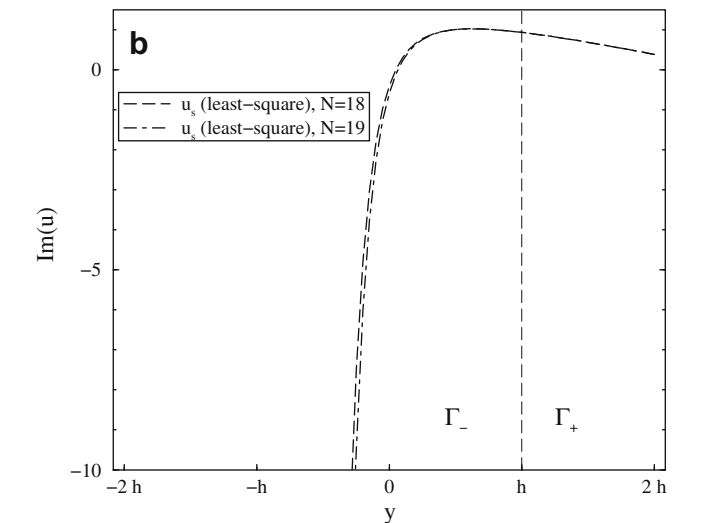 b
0
u_s (least−square), N=18
u_s (least−square), N=19
Im(u)
−5
Γ_− Γ_+
−10
−2 h −h 0 h 2 h
y